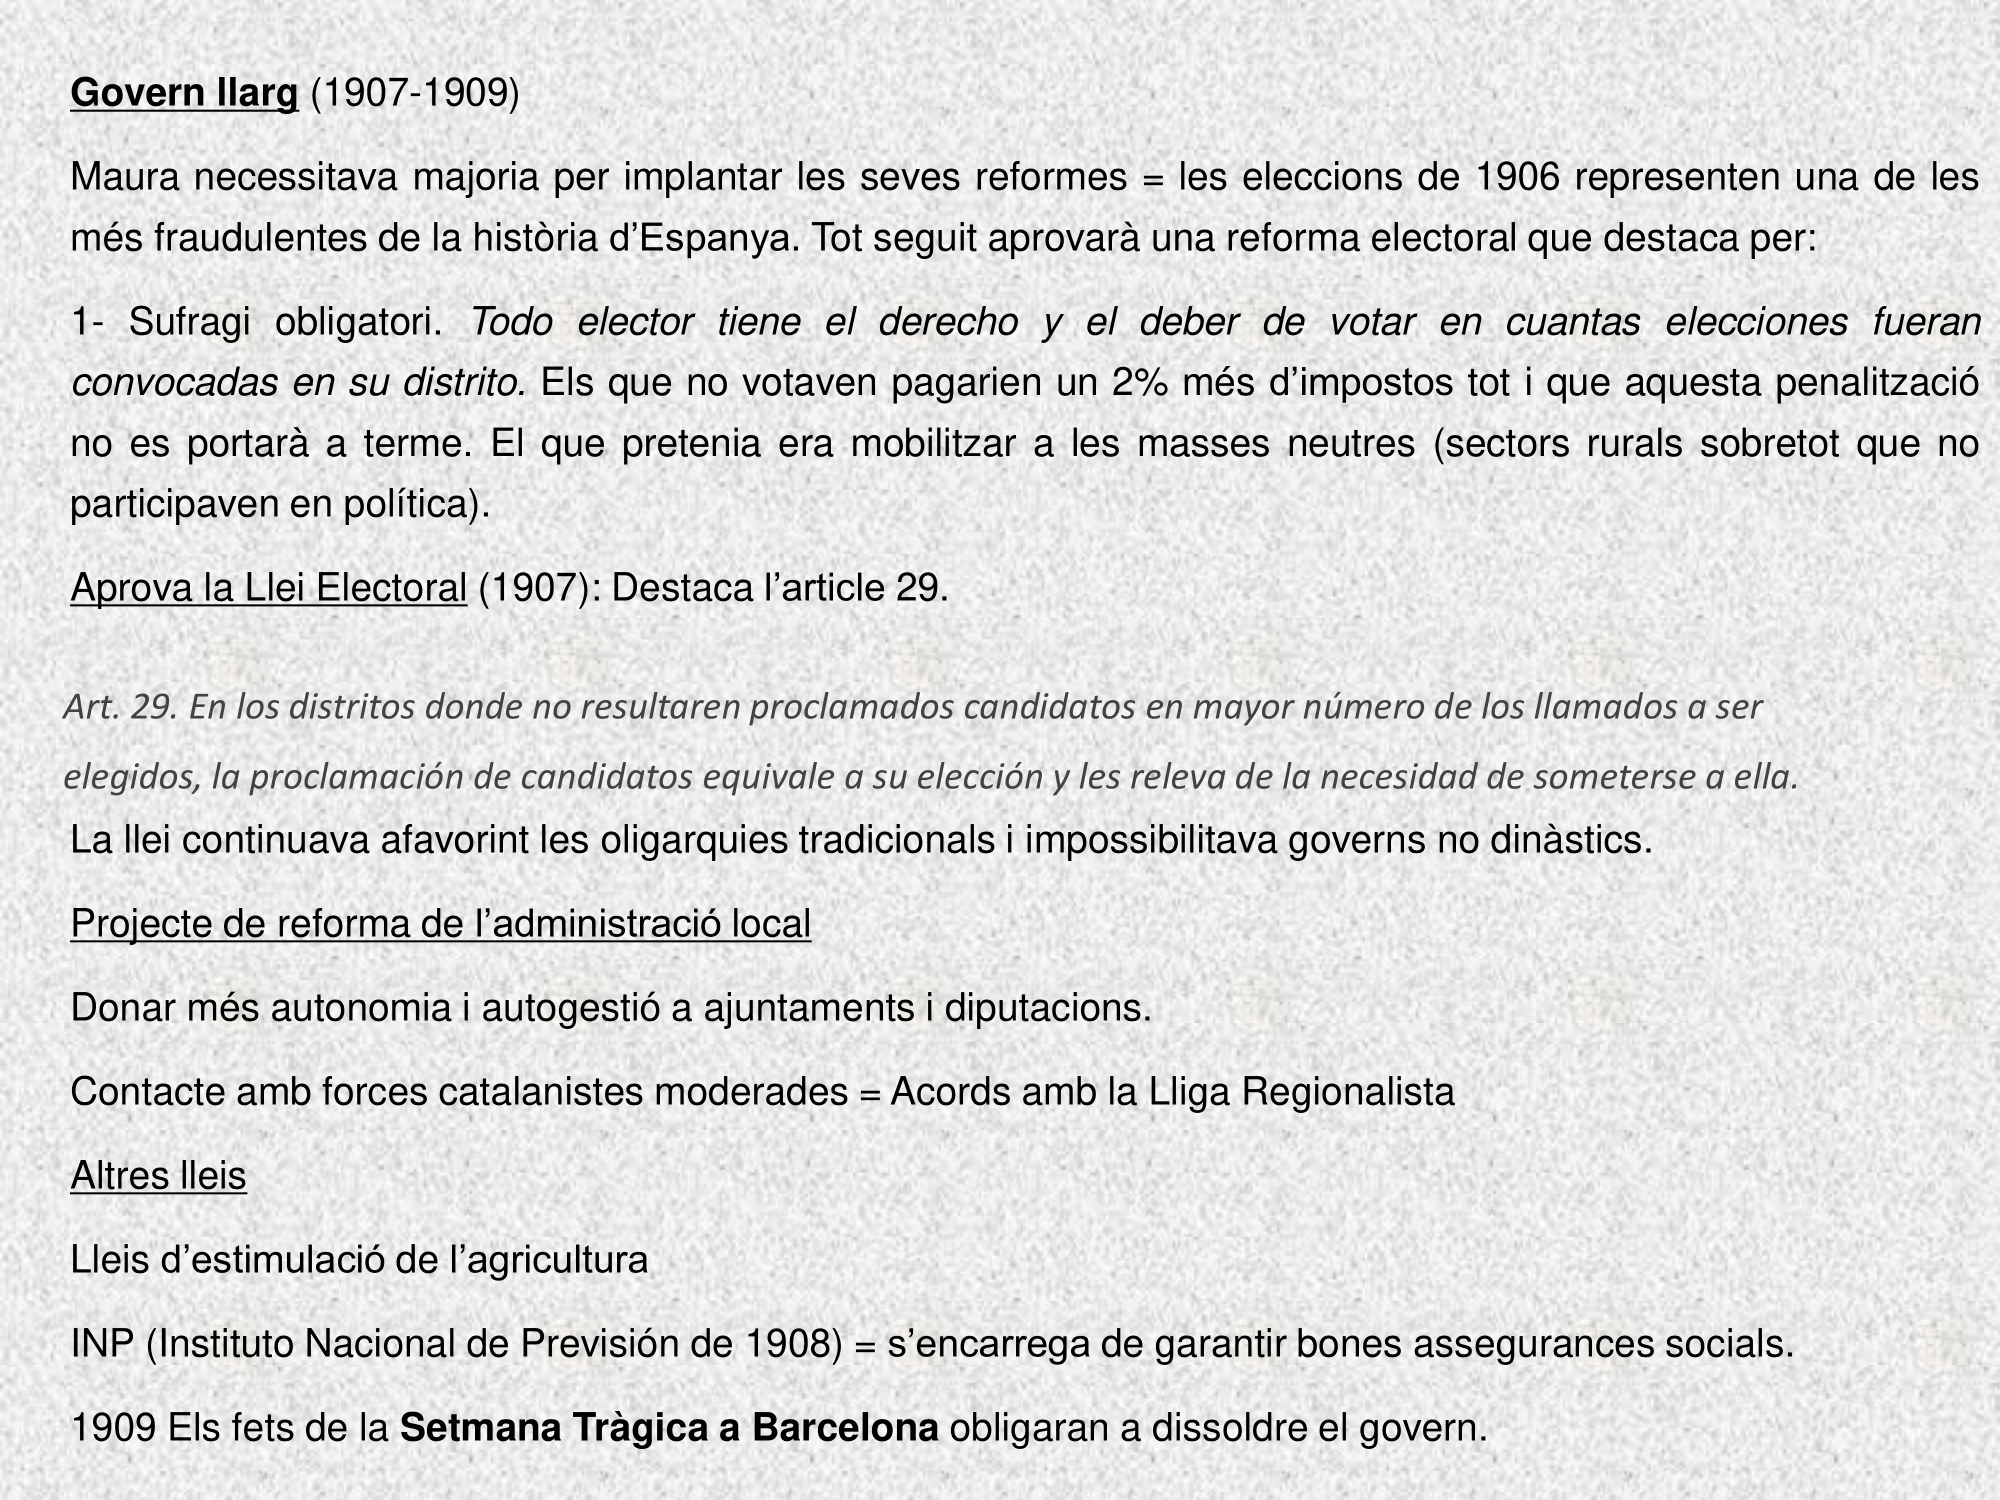 Govern llarg (1907-1909)
Maura necessitava majoria per implantar les seves reformes = les eleccions de 1906 representen una de les
més fraudulentes de la història d’Espanya. Tot seguit aprovarà una reforma electoral que destaca per:
1- Sufragi obligatori. Todo elector tiene el derecho y el deber de votar en cuantas elecciones fueran
convocadas en su distrito. Els que no votaven pagarien un 2% més d’impostos tot i que aquesta penalització
no es portarà a terme. El que pretenia era mobilitzar a les masses neutres (sectors rurals sobretot que no
participaven en política).
Aprova la Llei Electoral (1907): Destaca l’article 29.
Art. 29. En los distritos donde no resultaren proclamados candidatos en mayor número de los llamados a ser
elegidos, la proclamación de candidatos equivale a su elección y les releva de la necesidad de someterse a ella.
La llei continuava afavorint les oligarquies tradicionals i impossibilitava governs no dinàstics.
Projecte de reforma de l’administració local
Donar més autonomia i autogestió a ajuntaments i diputacions.
Contacte amb forces catalanistes moderades = Acords amb la Lliga Regionalista
Altres lleis
Lleis d’estimulació de l’agricultura
INP (Instituto Nacional de Previsión de 1908) = s’encarrega de garantir bones assegurances socials.
1909 Els fets de la Setmana Tràgica a Barcelona obligaran a dissoldre el govern.